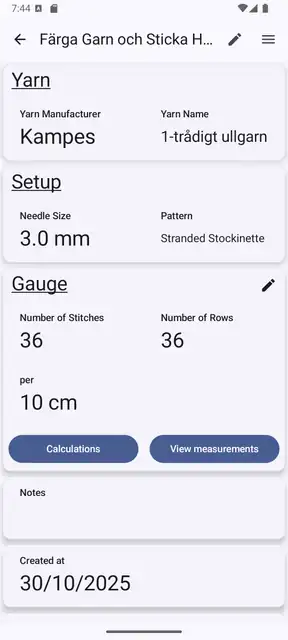 7:44
Färga Garn och Sticka H...
Yarn
Yarn Manufacturer
Yarn Name
Kampes
1-trådigt ullgarn
Setup
Needle Size
Pattern
3.0 mm
Stranded Stockinette
Gauge
Number of Stitches
Number of Rows
36
36
per
10 cm
Calculations
View measurements
Notes
Created at
30/10/2025